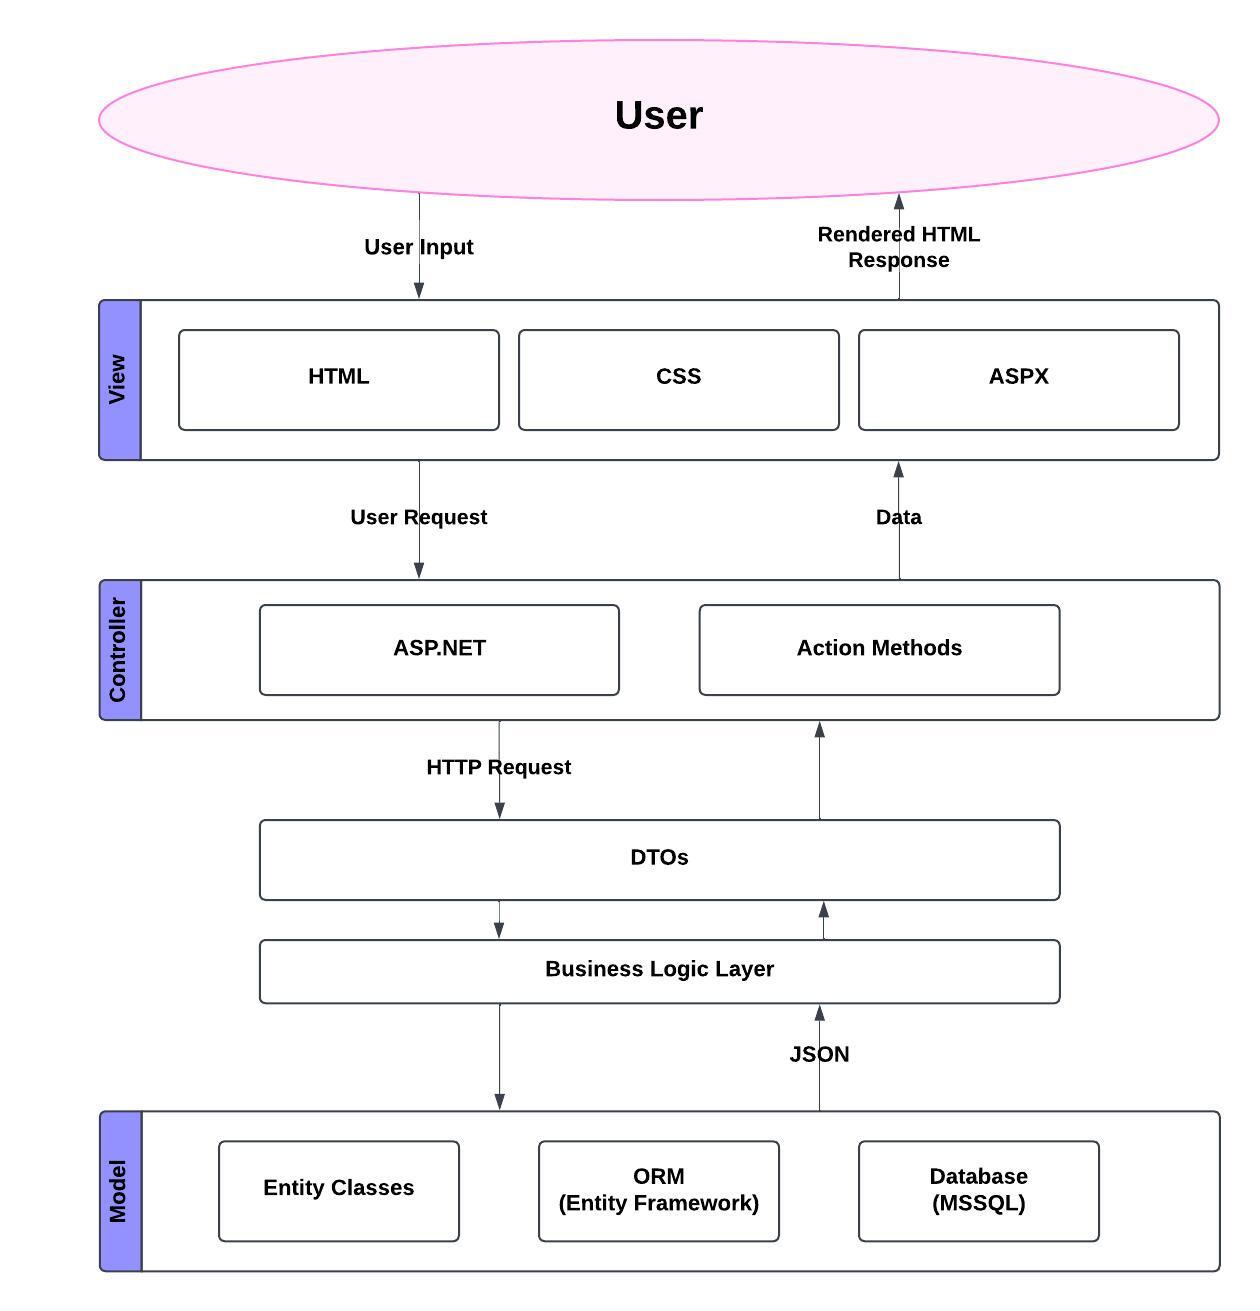 User
User Input
Rendered HTML
Response
View
HTML
CSS
ASPX
User Request
Data
Controller
ASP.NET
Action Methods
HTTP Request
DTOs
Business Logic Layer
JSON
Model
Entity Classes
ORM
(Entity Framework)
Database
(MSSQL)